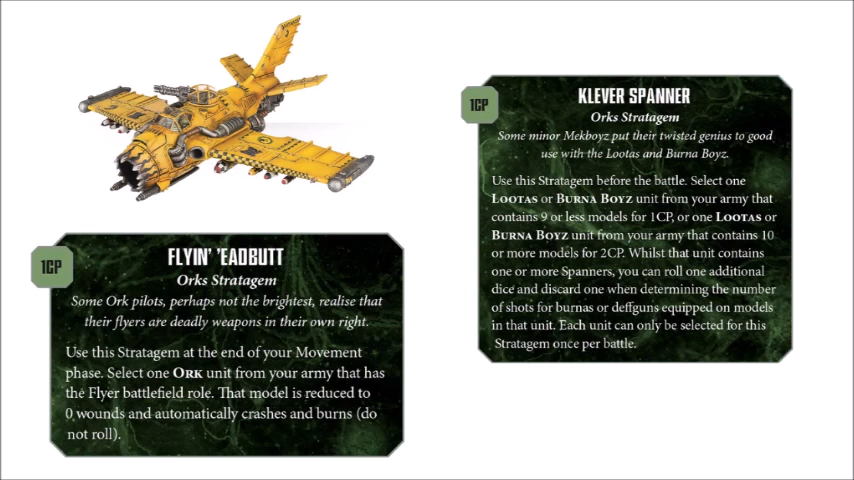 1CP
FLYIN' 'EADBUTT
Orks Stratagem
Some Ork pilots, perhaps not the brightest, realise that
their flyers are deadly weapons in their own right.
Use this Stratagem at the end of your Movement
phase. Select one ORK unit from your army that has
the Flyer battlefield role. That model is reduced to
0 wounds and automatically crashes and burns (do
not roll).
1CP
KLEVER SPANNER
Orks Stratagem
Some minor Mekboyz put their twisted genius to good
use with the Lootas and Burna Boyz.
Use this Stratagem before the battle. Select one
LOOTAS or BURNA BOYZ unit from your army that
contains 9 or less models for 1CP, or one LOOTAS or
BURNA BOYZ unit from your army that contains 10
or more models for 2CP. Whilst that unit contains
one or more Spanners, you can roll one additional
dice and discard one when determining the number
of shots for burnas or deffguns equipped on models
in that unit. Each unit can only be selected for this
Stratagem once per battle.